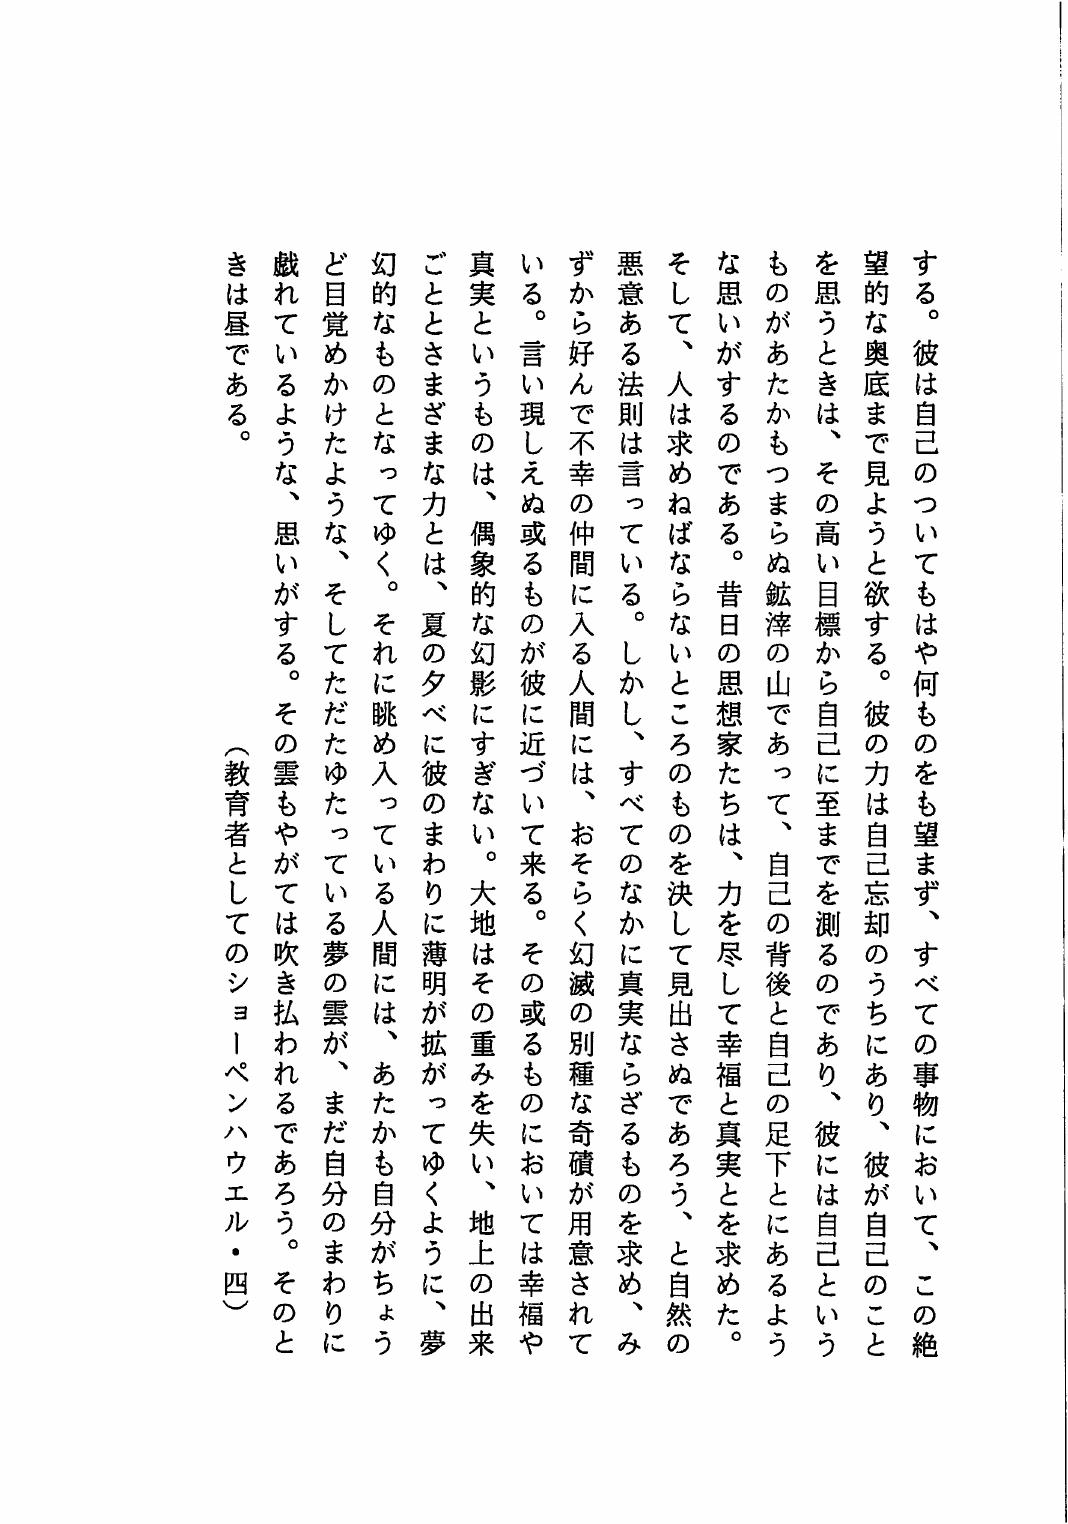 する。彼は自己のついてもはや何ものをも望まず、すべての事物において、この絶
望的な奥底まで見ようと欲する。彼の力は自己忘却のうちにあり、彼が自己のこと
を思うときは、その高い目標から自己に至までを測るのであり、彼には自己という
ものがあたかもつまらぬ鉱滓の山であって、自己の背後と自己の足下とにあるよう
な思いがするのである。昔日の思想家たちは、力を尽して幸福と真実とを求めた。
そして、人は求めねばならないところのものを決して見出さぬであろう、と自然の
悪意ある法則は言っている。しかし、すべてのなかに真実ならざるものを求め、み
ずから好んで不幸の仲間に入る人間には、おそらく幻滅の別種な奇磧が用意されて
いる。言い現しえぬ或るものが彼に近づいて来る。その或るものにおいては幸福や
真実というものは、偶象的な幻影にすぎない。大地はその重みを失い、地上の出来
ごととさまざまな力とは、夏の夕べに彼のまわりに薄明が拡がってゆくように、夢
幻的なものとなってゆく。それに眺め入っている人間には、あたかも自分がちょう
ど目覚めかけたような、そしてただたゆたっている夢の雲が、まだ自分のまわりに
戯れているような、思いがする。その雲もやがては吹き払われるであろう。そのと
きは昼である。
（教育者としてのショーペンハウエル・四）